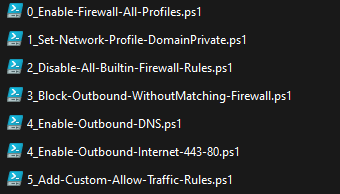 0_Enable-Firewall-All-Profiles.ps1
1_Set-Network-Profile-DomainPrivate.ps1
2_Disable-All-Builtin-Firewall-Rules.ps1
3_Block-Outbound-WithoutMatching-Firewall.ps1
4_Enable-Outbound-DNS.ps1
4_Enable-Outbound-Internet-443-80.ps1
5_Add-Custom-Allow-Traffic-Rules.ps1